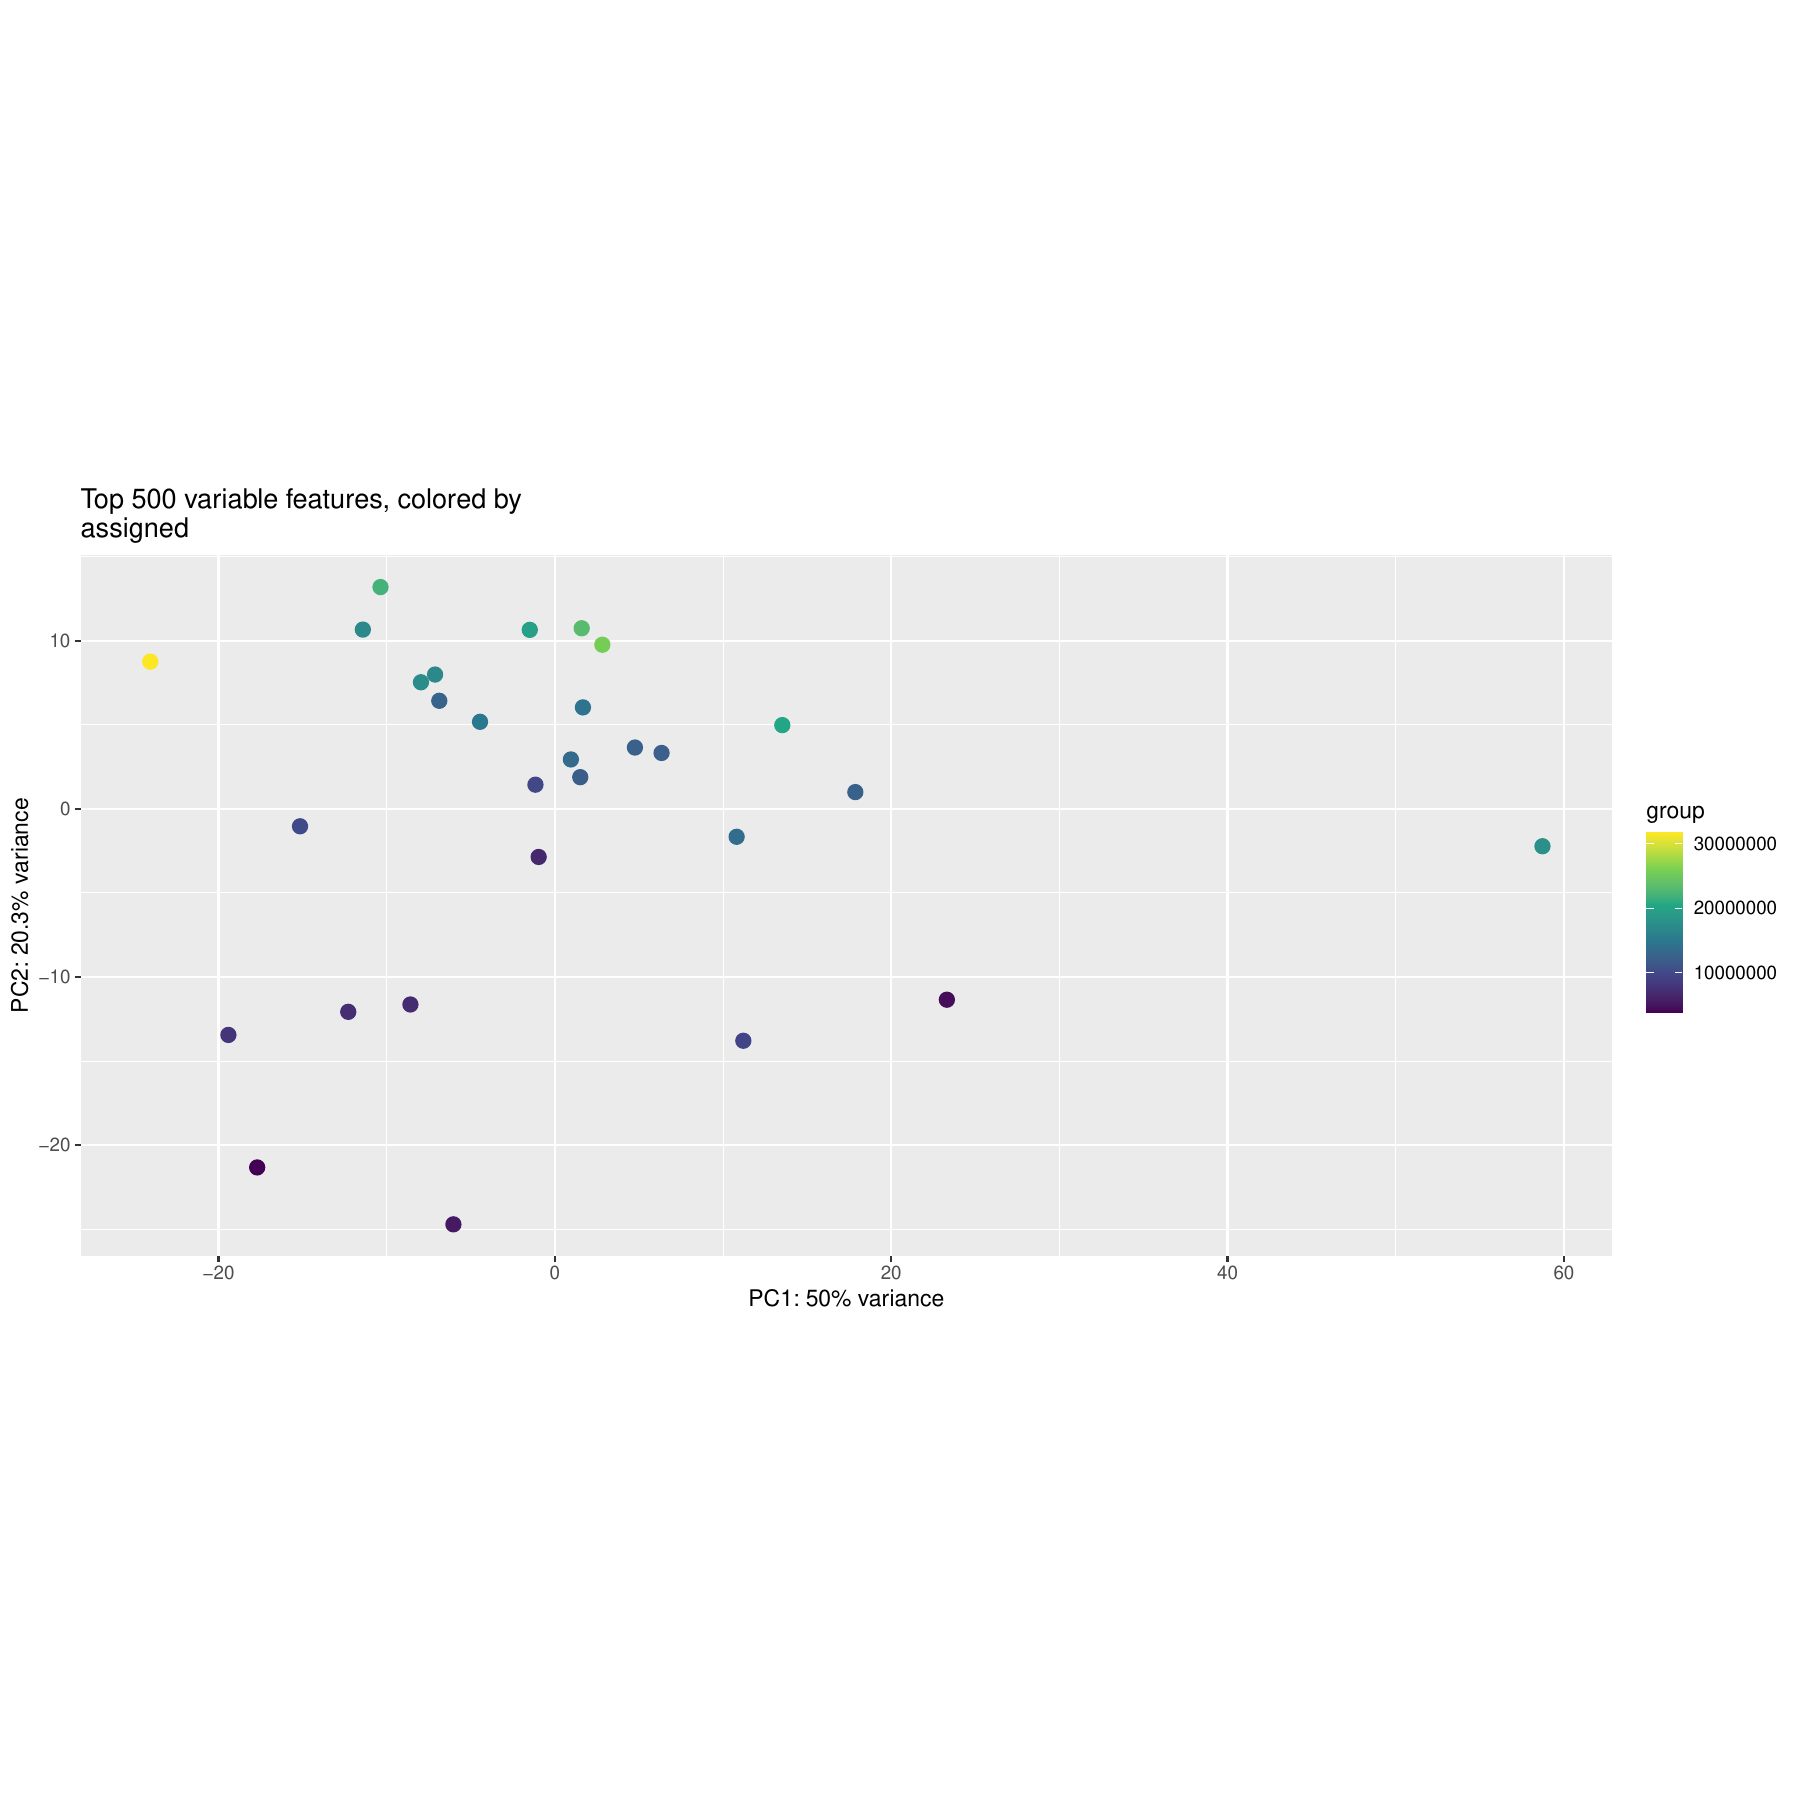 Top 500 variable features, colored by
assigned
10
0
−10
−20
PC2: 20.3% variance
−20
0
20
40
60
PC1: 50% variance
group
30000000
20000000
10000000